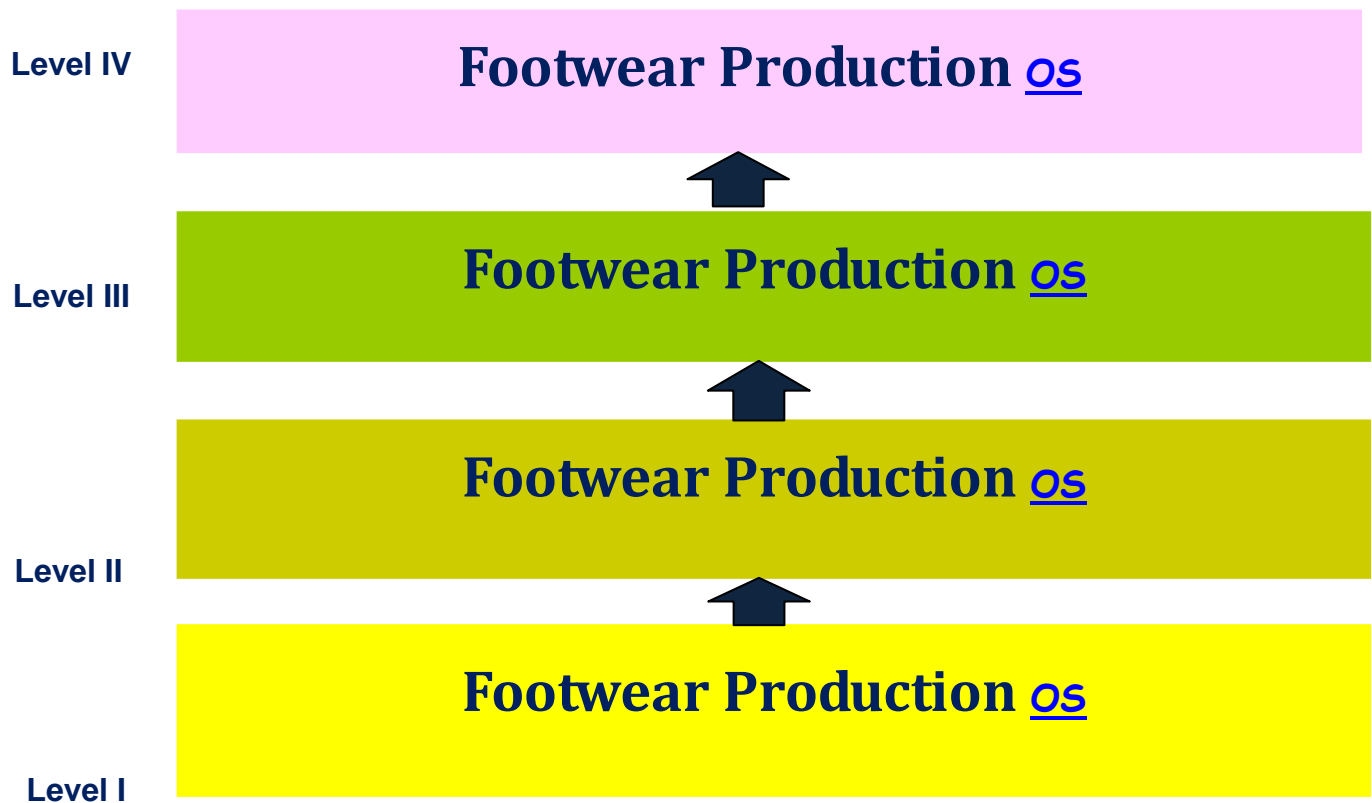 Level IV
Footwear Production OS
Footwear Production OS
Level III
Footwear Production OS
Level II
Footwear Production OS
Level I